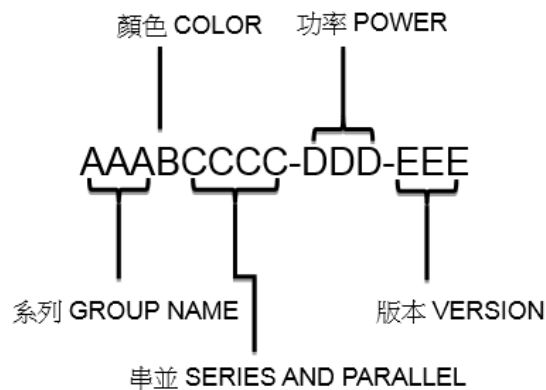 顏色 COLOR 功率 POWER
AAABCCCC-DDD-EEE
系列 GROUP NAME 版本 VERSION
串並 SERIES AND PARALLEL